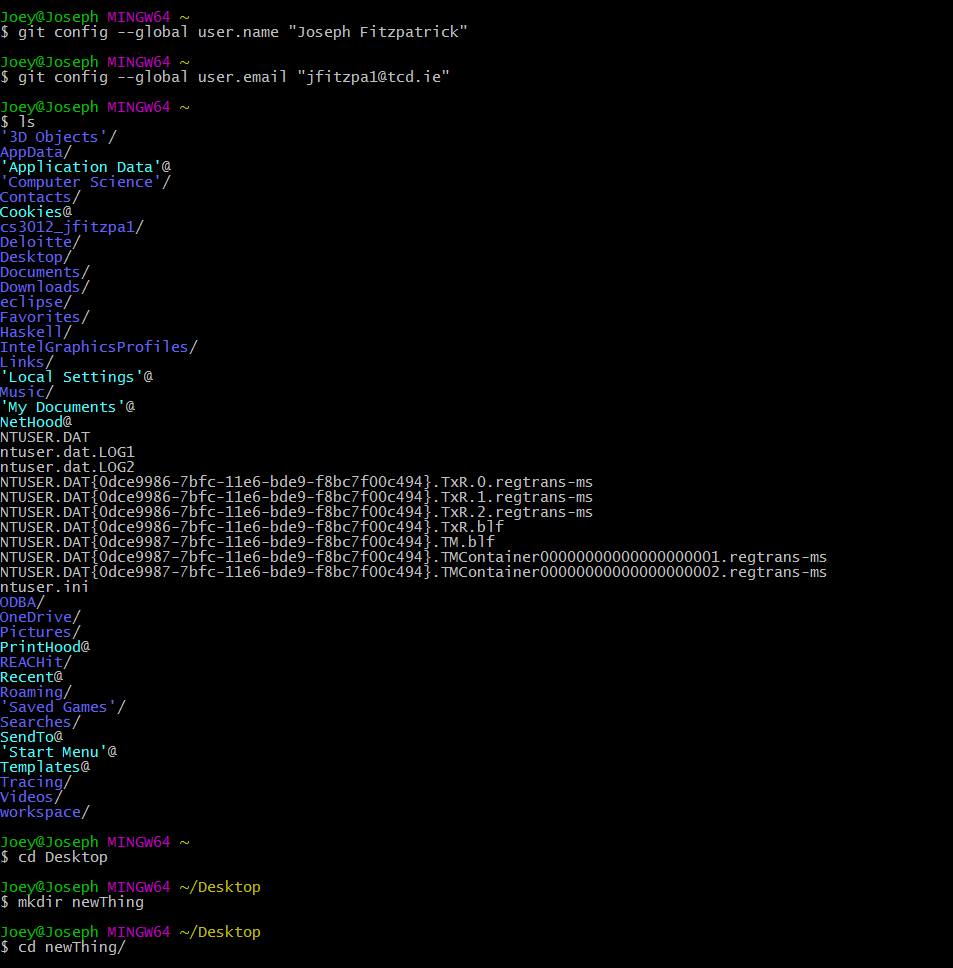 Joey@Joseph MINGW64 ~
$ git config --global user.name "Joseph Fitzpatrick"
Joey@Joseph MINGW64 ~
$ git config --global user.email "jfitzpa1@tcd.ie"
Joey@Joseph MINGW64 ~
$ ls
'3D Objects'/
AppData/
'Application Data'@
'Computer Science'/
Contacts/
Cookies@
cs3012_jfitzpa1/
Deloitte/
Desktop/
Documents/
Downloads/
eclipse/
Favorites/
Haskell/
IntelGraphicsProfiles/
Links/
'Local Settings'@
Music/
'My Documents'@
NetHood@
NTUSER.DAT
ntuser.dat.LOG1
ntuser.dat.LOG2
NTUSER.DAT{0dce9986-7bfc-11e6-bde9-f8bc7f00c494}.TxR.0.regtrans-ms
NTUSER.DAT{0dce9986-7bfc-11e6-bde9-f8bc7f00c494}.TxR.1.regtrans-ms
NTUSER.DAT{0dce9986-7bfc-11e6-bde9-f8bc7f00c494}.TxR.2.regtrans-ms
NTUSER.DAT{0dce9986-7bfc-11e6-bde9-f8bc7f00c494}.TxR.blf
NTUSER.DAT{0dce9987-7bfc-11e6-bde9-f8bc7f00c494}.TM.blf
NTUSER.DAT{0dce9987-7bfc-11e6-bde9-f8bc7f00c494}.TMContainer00000000000000000001.regtrans-ms
NTUSER.DAT{0dce9987-7bfc-11e6-bde9-f8bc7f00c494}.TMContainer00000000000000000002.regtrans-ms
ntuser.ini
ODBA/
OneDrive/
Pictures/
PrintHood@
REACHit/
Recent@
Roaming/
'Saved Games'/
Searches/
SendTo@
'Start Menu'@
Templates@
Tracing/
Videos/
workspace/
Joey@Joseph MINGW64 ~
$ cd Desktop
Joey@Joseph MINGW64 ~/Desktop
$ mkdir newThing
Joey@Joseph MINGW64 ~/Desktop
$ cd newThing/